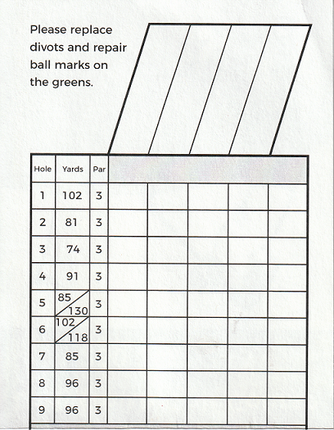 Please replace
divots and repair
ball marks on
the greens.
Hole Yards Par
1 102 3
2 81 3
3 74 3
4 91 3
5 85/130 3
6 102/118 3
7 85 3
8 96 3
9 96 3